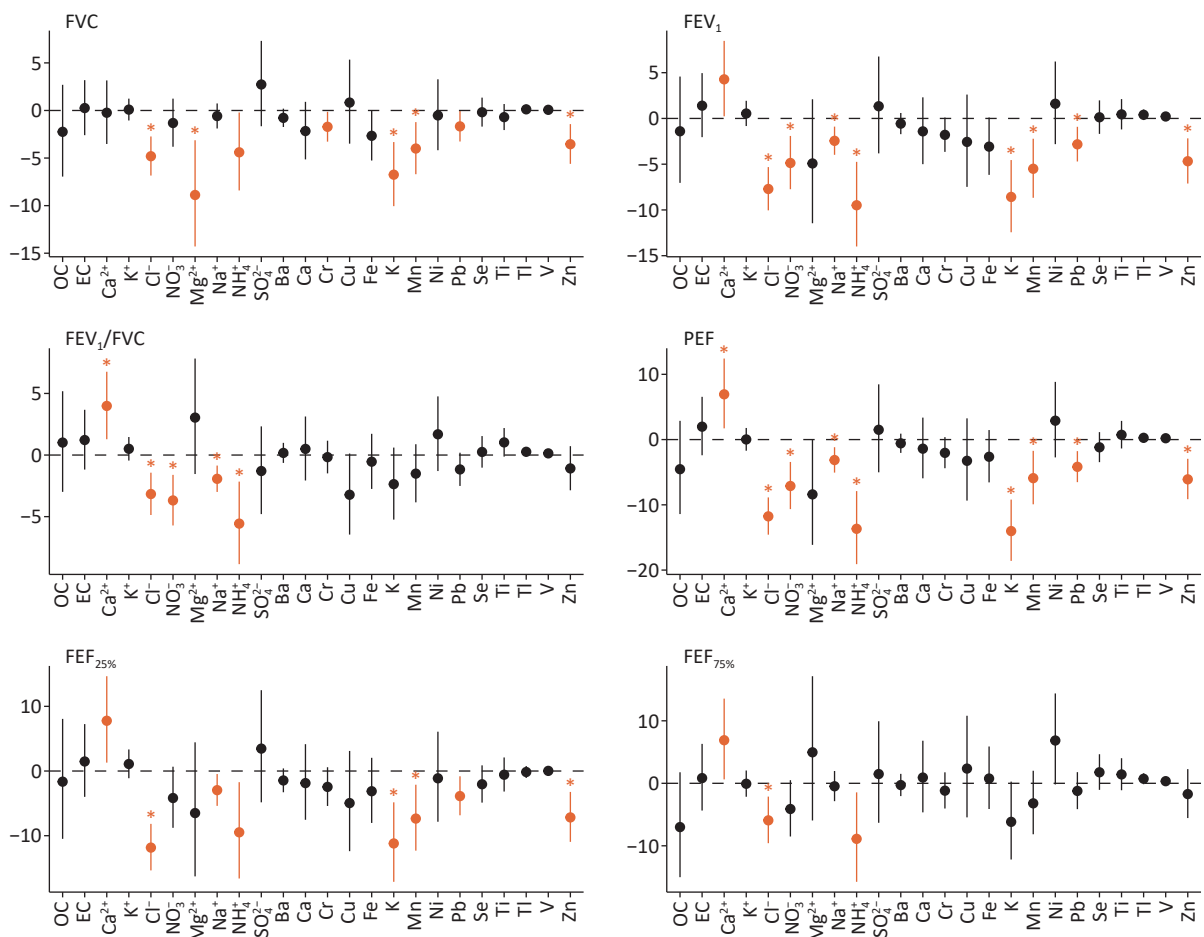 FVC
5
0
−5
−10
−15
* * * * *
OC EC Ca²⁺ K⁺ Cl⁻ NO₃⁻ Mg²⁺ Na⁺ NH₄⁺ SO₄²⁻ Ba Ca Cr Cu Fe K Mn Ni Pb Se Ti Tl V Zn
FEV₁
10
5
0
−5
−10
−15
* * * * * * * *
OC EC Ca²⁺ K⁺ Cl⁻ NO₃⁻ Mg²⁺ Na⁺ NH₄⁺ SO₄²⁻ Ba Ca Cr Cu Fe K Mn Ni Pb Se Ti Tl V Zn
FEV₁/FVC
5
0
−5
* * * * *
OC EC Ca²⁺ K⁺ Cl⁻ NO₃⁻ Mg²⁺ Na⁺ NH₄⁺ SO₄²⁻ Ba Ca Cr Cu Fe K Mn Ni Pb Se Ti Tl V Zn
PEF
10
0
−10
−20
* * * * * * * * *
OC EC Ca²⁺ K⁺ Cl⁻ NO₃⁻ Mg²⁺ Na⁺ NH₄⁺ SO₄²⁻ Ba Ca Cr Cu Fe K Mn Ni Pb Se Ti Tl V Zn
FEF₂₅%
10
0
−10
* * * *
OC EC Ca²⁺ K⁺ Cl⁻ NO₃⁻ Mg²⁺ Na⁺ NH₄⁺ SO₄²⁻ Ba Ca Cr Cu Fe K Mn Ni Pb Se Ti Tl V Zn
FEF₇₅%
10
0
−10
*
OC EC Ca²⁺ K⁺ Cl⁻ NO₃⁻ Mg²⁺ Na⁺ NH₄⁺ SO₄²⁻ Ba Ca Cr Cu Fe K Mn Ni Pb Se Ti Tl V Zn